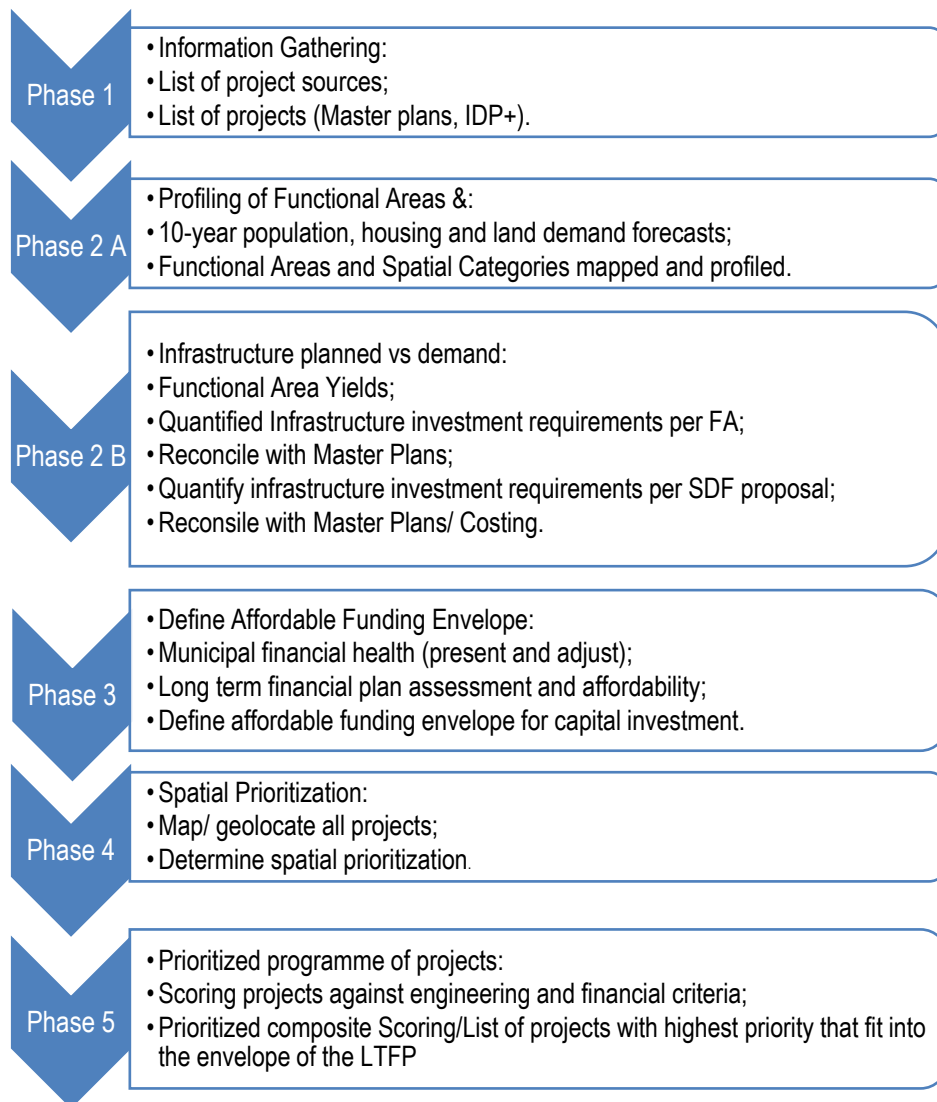 Phase 1
• Information Gathering:
• List of project sources;
• List of projects (Master plans, IDP+).
Phase 2 A
• Profiling of Functional Areas &:
• 10-year population, housing and land demand forecasts;
• Functional Areas and Spatial Categories mapped and profiled.
Phase 2 B
• Infrastructure planned vs demand:
• Functional Area Yields;
• Quantified Infrastructure investment requirements per FA;
• Reconcile with Master Plans;
• Quantify infrastructure investment requirements per SDF proposal;
• Reconsile with Master Plans/ Costing.
Phase 3
• Define Affordable Funding Envelope:
• Municipal financial health (present and adjust);
• Long term financial plan assessment and affordability;
• Define affordable funding envelope for capital investment.
Phase 4
• Spatial Prioritization:
• Map/ geolocate all projects;
• Determine spatial prioritization.
Phase 5
• Prioritized programme of projects:
• Scoring projects against engineering and financial criteria;
• Prioritized composite Scoring/List of projects with highest priority that fit into
the envelope of the LTFP